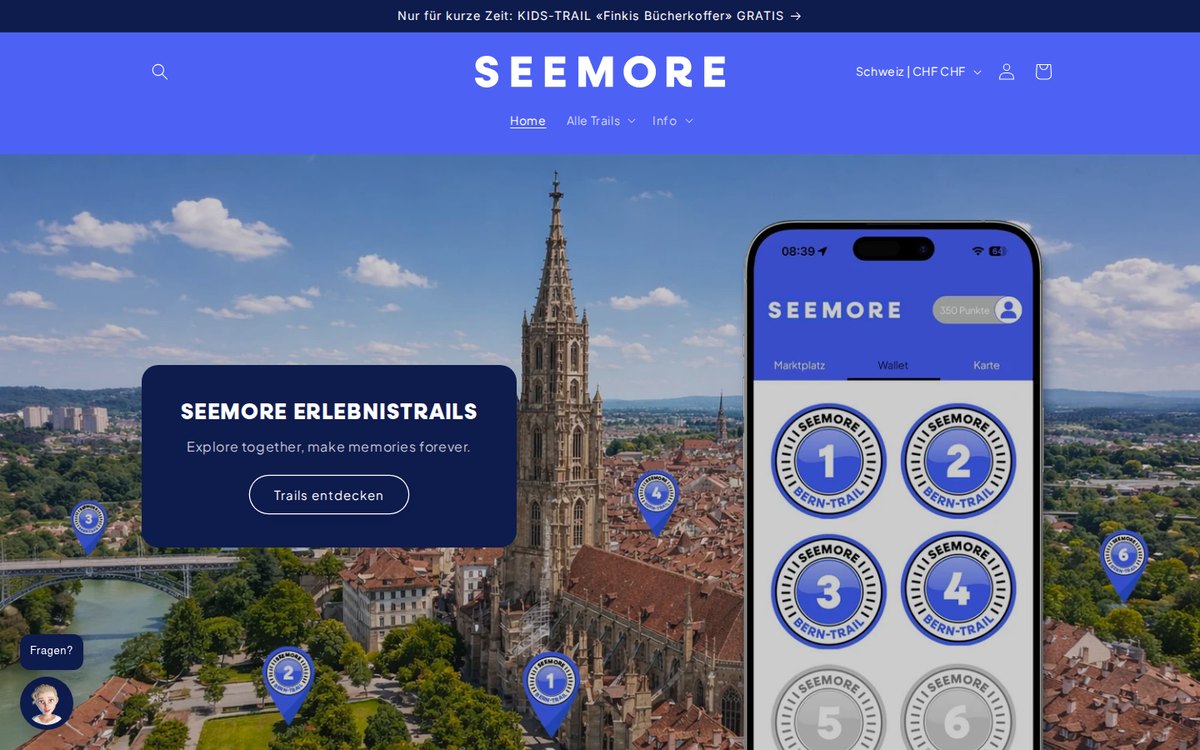 Nur für kurze Zeit: KIDS-TRAIL «Finkis Bücherkoffer» GRATIS →
SEEMORE
Schweiz | CHF CHF
Home
Alle Trails
Info
08:39
64
SEEMORE
350 Punkte
Marktplatz
Wallet
Karte
SEEMORE ERLEBNISTRAILS
Explore together, make memories forever.
Trails entdecken
SEEMORE
1
BERN-TRAIL
SEEMORE
2
BERN-TRAIL
SEEMORE
3
BERN-TRAIL
SEEMORE
4
BERN-TRAIL
SEEMORE
5
SEEMORE
6
3
4
6
2
1
Fragen?